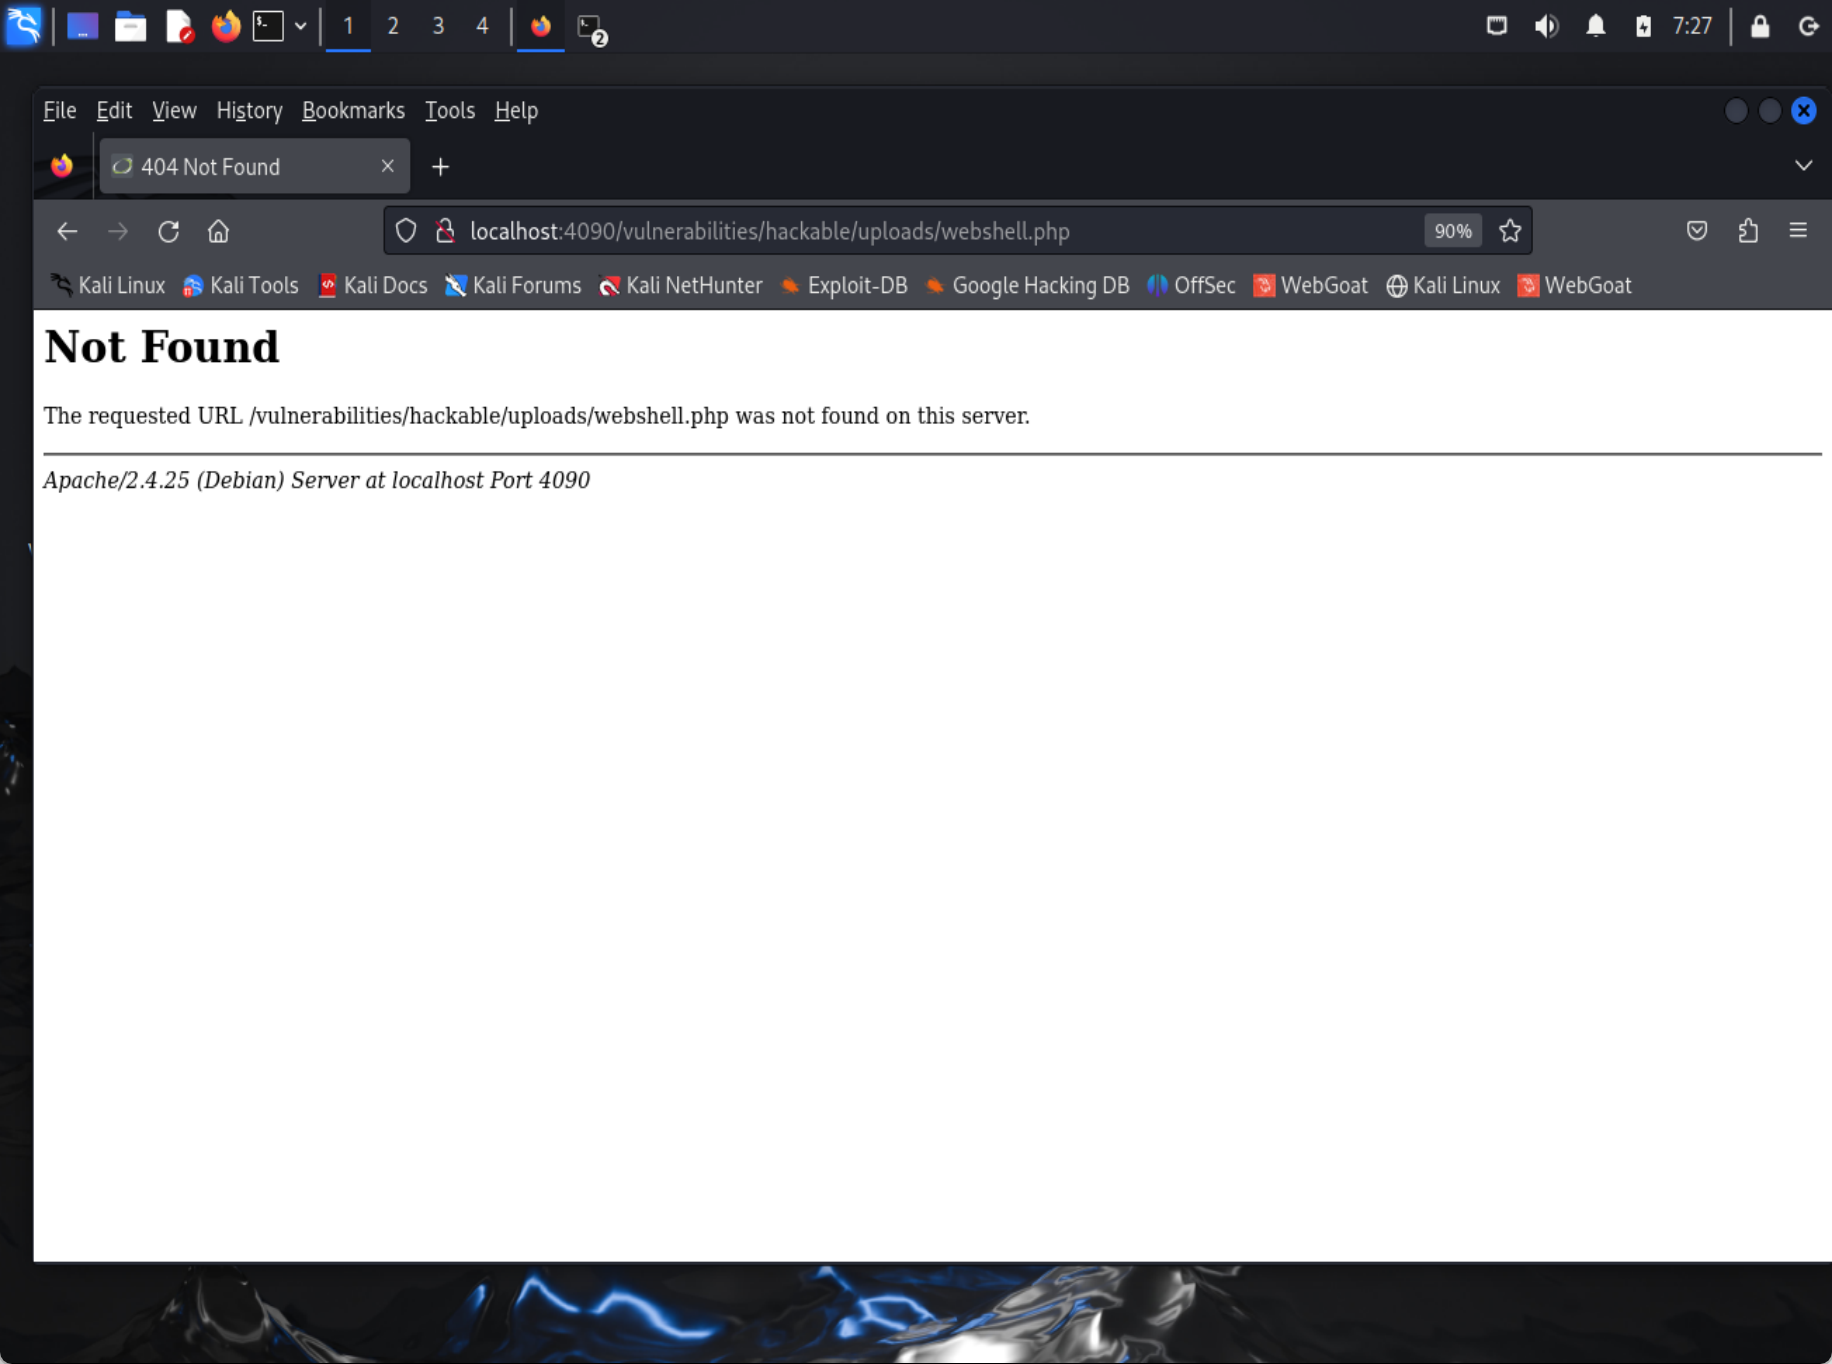 1 2 3 4 2 7:27
File Edit View History Bookmarks Tools Help
404 Not Found
localhost:4090/vulnerabilities/hackable/uploads/webshell.php 90%
Kali Linux Kali Tools Kali Docs Kali Forums Kali NetHunter Exploit-DB Google Hacking DB OffSec WebGoat Kali Linux WebGoat
Not Found
The requested URL /vulnerabilities/hackable/uploads/webshell.php was not found on this server.
Apache/2.4.25 (Debian) Server at localhost Port 4090